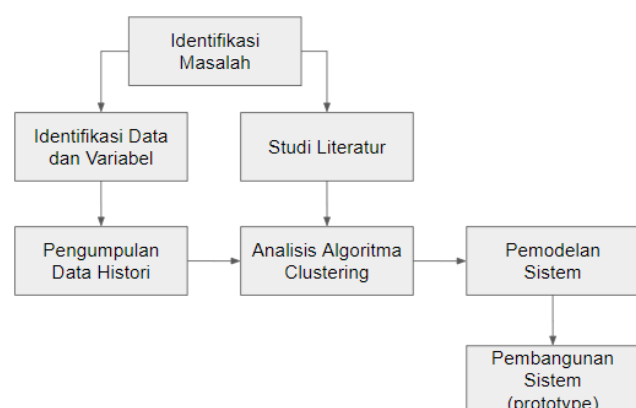 Identifikasi
Masalah
Identifikasi Data
dan Variabel
Studi Literatur
Pengumpulan
Data Histori
Analisis Algoritma
Clustering
Pemodelan
Sistem
Pembangunan
Sistem
(prototype)